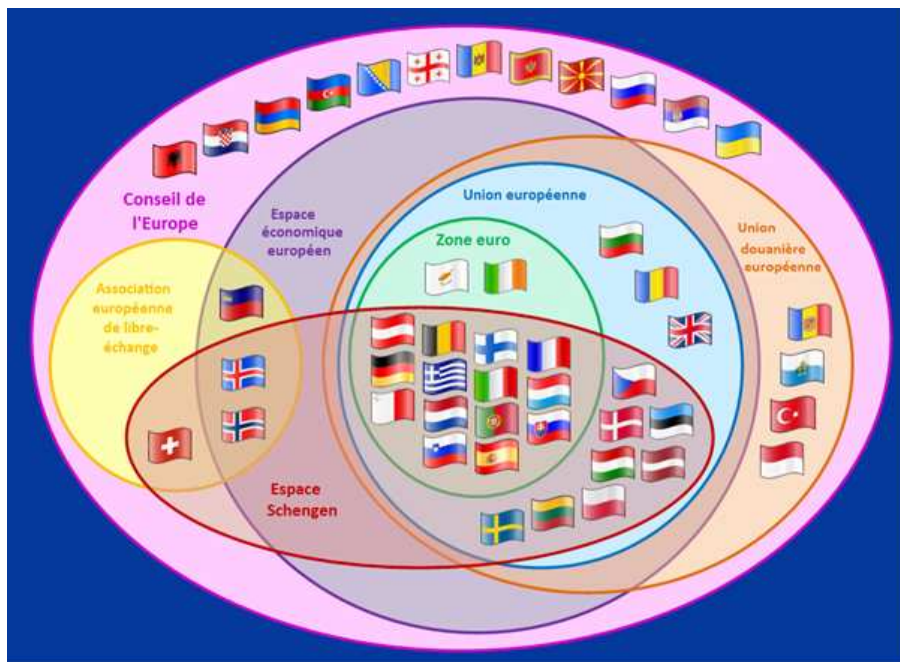 Conseil de
l'Europe
Espace
économique
européen
Union européenne
Zone euro
Union
douanière
européenne
Association
européenne
de libre-
échange
Espace
Schengen